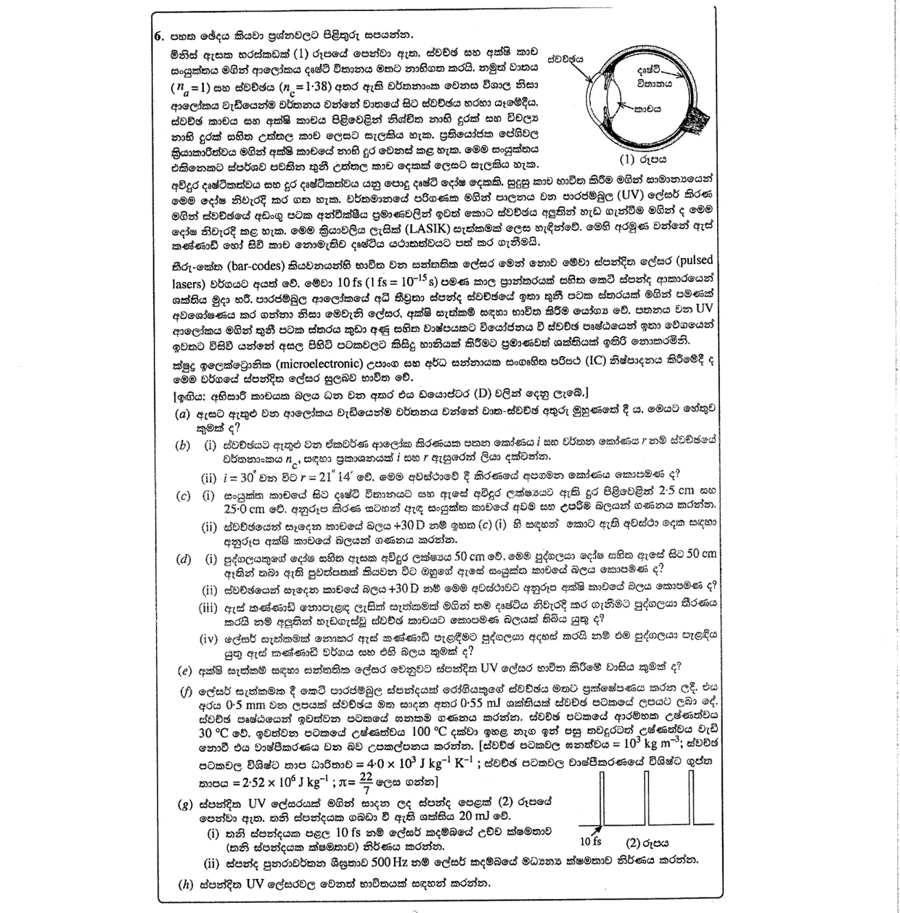 6. පහත ඡේදය කියවා ප්‍රශ්නවලට පිළිතුරු සපයන්න.
මිනිස් ඇසක හරස්කඩක් (1) රූපයේ පෙන්වා ඇත. ස්වච්ඡ සහ අක්ෂි කාච
සංයුක්තය මගින් ආලෝකය දෘෂ්ටි විතානය මතට නාභිගත කරයි. නමුත් වාතය
(nₐ = 1) සහ ස්වච්ඡය (n_c = 1·38) අතර ඇති වර්තනාංක වෙනස විශාල නිසා
ආලෝකය වැඩියෙන්ම වර්තනය වන්නේ වාතයේ සිට ස්වච්ඡය හරහා යෑමේදීය.
ස්වච්ඡ කාචය සහ අක්ෂි කාචය පිළිවෙළින් නිශ්චිත නාභි දුරක් සහ විචල්‍ය
නාභි දුරක් සහිත උත්තල කාච ලෙසට සැලකිය හැක. ප්‍රතියෝජක පේශිවල
ක්‍රියාකාරීත්වය මගින් අක්ෂි කාචයේ නාභි දුර වෙනස් කළ හැක. මෙම සංයුක්තය
එකිනෙකට ස්පර්ශව පවතින තුනී උත්තල කාච දෙකක් ලෙසට සැලකිය හැක.
ස්වච්ඡය
දෘෂ්ටි
විතානය
කාචය
(1) රූපය
අවිදුර දෘෂ්ටිකත්වය සහ දුර දෘෂ්ටිකත්වය යනු පොදු දෘෂ්ටි දෝෂ දෙකකි. සුදුසු කාච භාවිත කිරීම මගින් සාමාන්‍යයෙන්
මෙම දෝෂ නිවැරදි කර ගත හැක. වර්තමානයේ පරිගණක මගින් පාලනය වන පාරජම්බුල (UV) ලේසර් කිරණ
මගින් ස්වච්ඡයේ අඩංගු පටක අන්වීක්ෂීය ප්‍රමාණවලින් ඉවත් කොට ස්වච්ඡය අලුතින් හැඩ ගැන්වීම මගින් ද මෙම
දෝෂ නිවැරදි කළ හැක. මෙම ක්‍රියාවලිය ලැසික් (LASIK) සැත්කමක් ලෙස හැඳින්වේ. මෙහි අරමුණ වන්නේ ඇස්
කණ්ණාඩි හෝ සිවි කාච නොමැතිව දෘෂ්ටිය යථාතත්වයට පත් කර ගැනීමයි.
තීරු-කේත (bar-codes) කියවනයන්හි භාවිත වන සන්තතික ලේසර මෙන් නොව මේවා ස්පන්දිත ලේසර (pulsed
lasers) වර්ගයට අයත් වේ. මේවා 10 fs (1 fs = 10⁻¹⁵ s) පමණ කාල ප්‍රාන්තරයක් සහිත කෙටි ස්පන්ද ආකාරයෙන්
ශක්තිය මුදා හරී. පාරජම්බුල ආලෝකයේ අධි තීව්‍රතා ස්පන්ද ස්වච්ඡයේ ඉතා තුනී පටක ස්තරයක් මගින් පමණක්
අවශෝෂණය කර ගන්නා නිසා මෙවැනි ලේසර, අක්ෂි සැත්කම් සඳහා භාවිත කිරීම යෝග්‍ය වේ. පතනය වන UV
ආලෝකය මගින් තුනී පටක ස්තරය කුඩා අණු සහිත වාෂ්පයකට වියෝජනය වී ස්වච්ඡ පෘෂ්ඨයෙන් ඉතා වේගයෙන්
ඉවතට විසිවී යන්නේ අසල පිහිටි පටකවලට කිසිදු හානියක් කිරීමට ප්‍රමාණවත් ශක්තියක් ඉතිරි නොකරමිනි.
ක්ෂුද්‍ර ඉලෙක්ට්‍රොනික (microelectronic) උපාංග සහ අර්ධ සන්නායක සංගෘහිත පරිපථ (IC) නිෂ්පාදනය කිරීමේදී ද
මෙම වර්ගයේ ස්පන්දිත ලේසර සුලබව භාවිත වේ.
[ඉඟිය: අභිසාරී කාචයක බලය ධන වන අතර එය ඩයොප්ටර (D) වලින් දෙනු ලැබේ.]
(a) ඇසට ඇතුළු වන ආලෝකය වැඩියෙන්ම වර්තනය වන්නේ වාත-ස්වච්ඡ අතුරු මුහුණතේ දී ය. මෙයට හේතුව
කුමක් ද?
(b) (i) ස්වච්ඡයට ඇතුළු වන ඒකවර්ණ ආලෝක කිරණයක පතන කෝණය i සහ වර්තන කෝණය r නම් ස්වච්ඡයේ
වර්තනාංකය n_c, සඳහා ප්‍රකාශනයක් i සහ r ඇසුරෙන් ලියා දක්වන්න.
(ii) i = 30° වන විට r = 21° 14′ වේ. මෙම අවස්ථාවේ දී කිරණයේ අපගමන කෝණය කොපමණ ද?
(c) (i) සංයුක්ත කාචයේ සිට දෘෂ්ටි විතානයට සහ ඇසේ අවිදුර ලක්ෂ්‍යයට ඇති දුර පිළිවෙළින් 2·5 cm සහ
25·0 cm වේ. අනුරූප කිරණ සටහන් ඇඳ සංයුක්ත කාචයේ අවම සහ උපරිම බලයන් ගණනය කරන්න.
(ii) ස්වච්ඡයෙන් සෑදෙන කාචයේ බලය +30 D නම් ඉහත (c) (i) හි සඳහන් කොට ඇති අවස්ථා දෙක සඳහා
අනුරූප අක්ෂි කාචයේ බලයන් ගණනය කරන්න.
(d) (i) පුද්ගලයකුගේ දෝෂ සහිත ඇසක අවිදුර ලක්ෂ්‍යය 50 cm වේ. මෙම පුද්ගලයා දෝෂ සහිත ඇසේ සිට 50 cm
ඈතින් තබා ඇති පුවත්පතක් කියවන විට ඔහුගේ ඇසේ සංයුක්ත කාචයේ බලය කොපමණ ද?
(ii) ස්වච්ඡයෙන් සෑදෙන කාචයේ බලය +30 D නම් මෙම අවස්ථාවට අනුරූප අක්ෂි කාචයේ බලය කොපමණ ද?
(iii) ඇස් කණ්ණාඩි නොපැළඳ ලැසික් සැත්කමක් මගින් තම දෘෂ්ටිය නිවැරදි කර ගැනීමට පුද්ගලයා තීරණය
කරයි නම් අලුතින් හැඩගැස්වූ ස්වච්ඡ කාචයට කොපමණ බලයක් තිබිය යුතු ද?
(iv) ලේසර් සැත්කමක් නොකර ඇස් කණ්ණාඩි පැළඳීමට පුද්ගලයා අදහස් කරයි නම් එම පුද්ගලයා පැළඳිය
යුතු ඇස් කණ්ණාඩි වර්ගය සහ එහි බලය කුමක් ද?
(e) අක්ෂි සැත්කම් සඳහා සන්තතික ලේසර වෙනුවට ස්පන්දිත UV ලේසර භාවිත කිරීමේ වාසිය කුමක් ද?
(f) ලේසර් සැත්කමක දී කෙටි පාරජම්බුල ස්පන්දයක් රෝගියකුගේ ස්වච්ඡය මතට ප්‍රක්ෂේපණය කරන ලදී. එය
අරය 0·5 mm වන ලපයක් ස්වච්ඡය මත සාදන අතර 0·55 mJ ශක්තියක් ස්වච්ඡ පටකයේ ලපයට ලබා දේ.
ස්වච්ඡ පෘෂ්ඨයෙන් ඉවත්වන පටකයේ ඝනකම ගණනය කරන්න. ස්වච්ඡ පටකයේ ආරම්භක උෂ්ණත්වය
30 °C වේ. ඉවත්වන පටකයේ උෂ්ණත්වය 100 °C දක්වා ඉහළ නැග ඉන් පසු තවදුරටත් උෂ්ණත්වය වැඩි
නොවී එය වාෂ්පීකරණය වන බව උපකල්පනය කරන්න. [ස්වච්ඡ පටකවල ඝනත්වය = 10³ kg m⁻³; ස්වච්ඡ
පටකවල විශිෂ්ට තාප ධාරිතාව = 4·0 × 10³ J kg⁻¹ K⁻¹ ; ස්වච්ඡ පටකවල වාෂ්පීකරණයේ විශිෂ්ට ගුප්ත
තාපය = 2·52 × 10⁶ J kg⁻¹ ; π = 22/7 ලෙස ගන්න]
(g) ස්පන්දිත UV ලේසරයක් මගින් සාදන ලද ස්පන්ද පෙළක් (2) රූපයේ
පෙන්වා ඇත. තනි ස්පන්දයක ගබඩා වී ඇති ශක්තිය 20 mJ වේ.
(i) තනි ස්පන්දයක පළල 10 fs නම් ලේසර් කදම්බයේ උච්ච ක්ෂමතාව
(තනි ස්පන්දයක ක්ෂමතාව) නිර්ණය කරන්න.
10 fs
(2) රූපය
(ii) ස්පන්ද පුනරාවර්තන ශීඝ්‍රතාව 500 Hz නම් ලේසර් කදම්බයේ මධ්‍යන්‍ය ක්ෂමතාව නිර්ණය කරන්න.
(h) ස්පන්දිත UV ලේසරවල වෙනත් භාවිතයක් සඳහන් කරන්න.